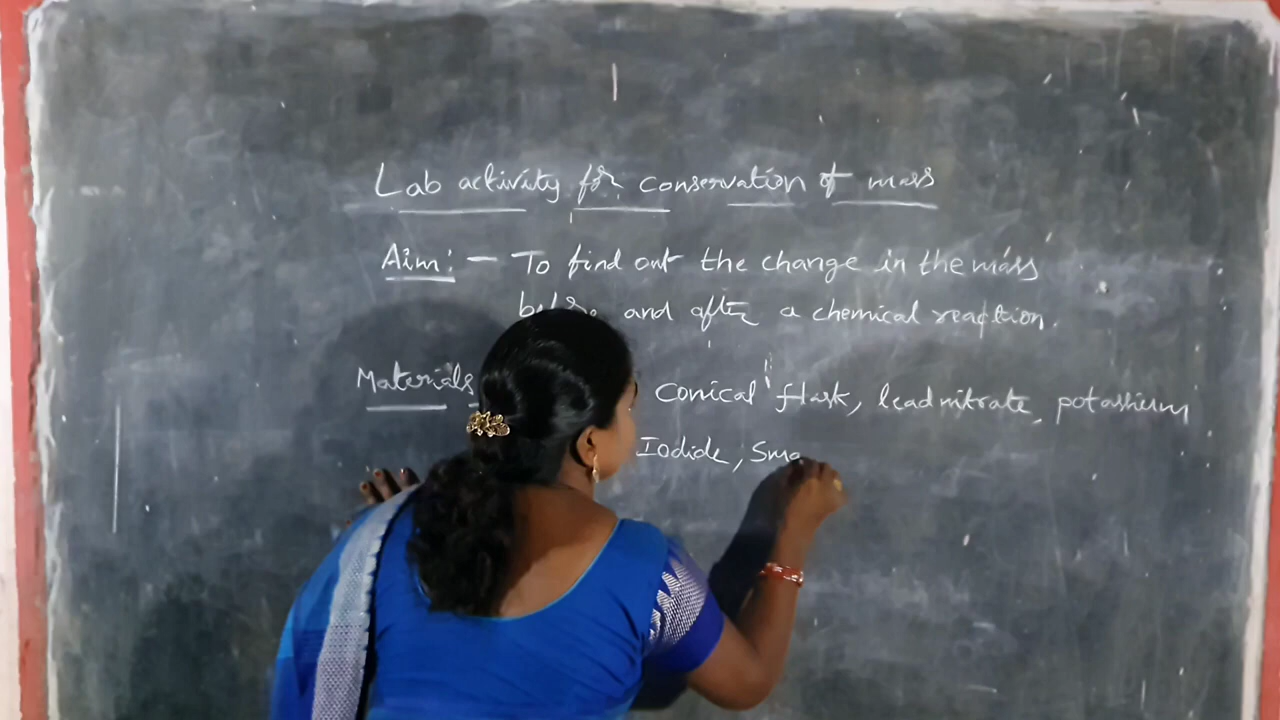 Lab activity for conservation of mass
Aim: - To find out the change in the mass
and after a chemical reaction.
Materials Conical flask, lead nitrate, potassium
Iodide, Sma